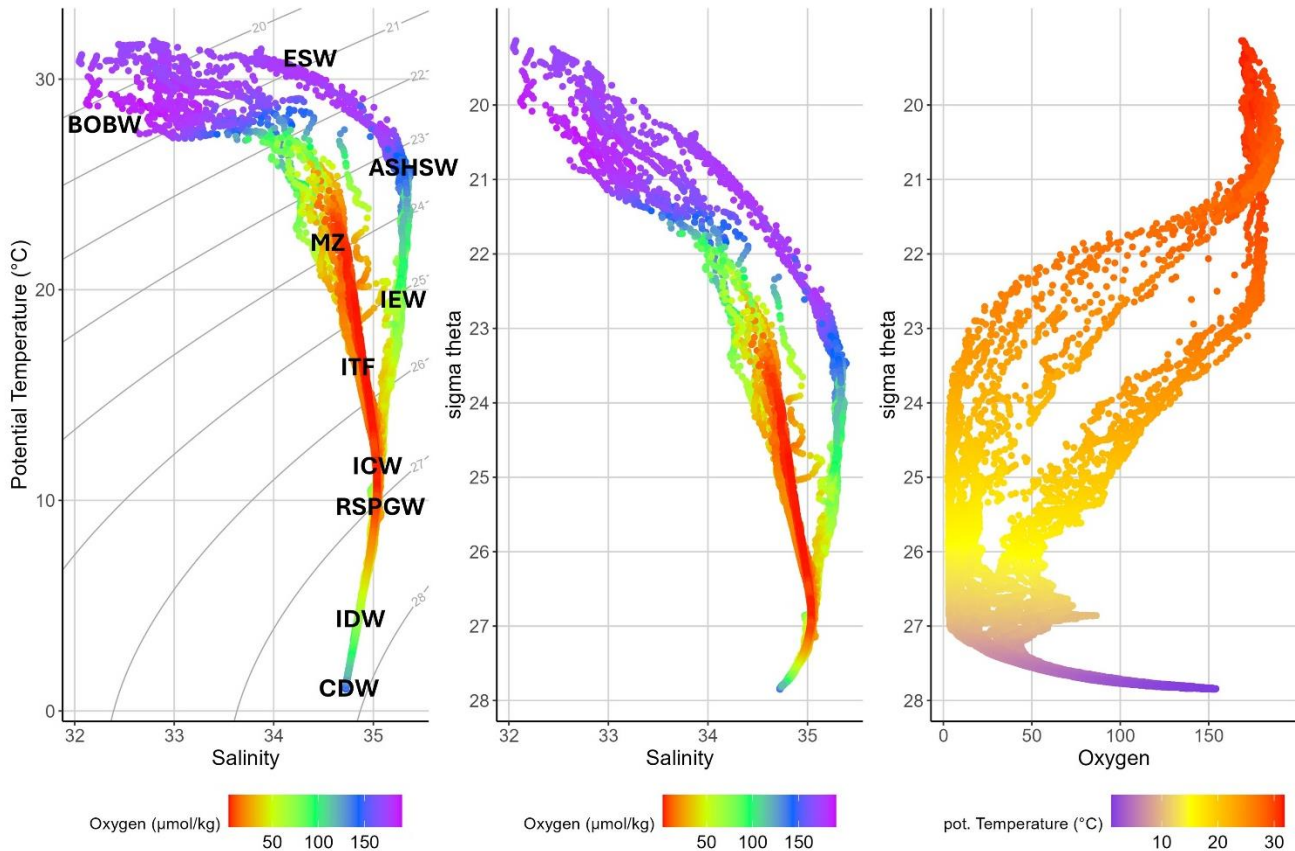 20
21
22
23
24
25
26
27
28
ESW
BOBW
ASHSW
MZ
IEW
ITF
ICW
RSPGW
IDW
CDW
30
20
10
0
Potential Temperature (°C)
32
33
34
35
Salinity
20
21
22
23
24
25
26
27
28
sigma theta
32
33
34
35
Salinity
20
21
22
23
24
25
26
27
28
sigma theta
0
50
100
150
Oxygen
Oxygen (μmol/kg)
50
100
150
Oxygen (μmol/kg)
50
100
150
pot. Temperature (°C)
10
20
30